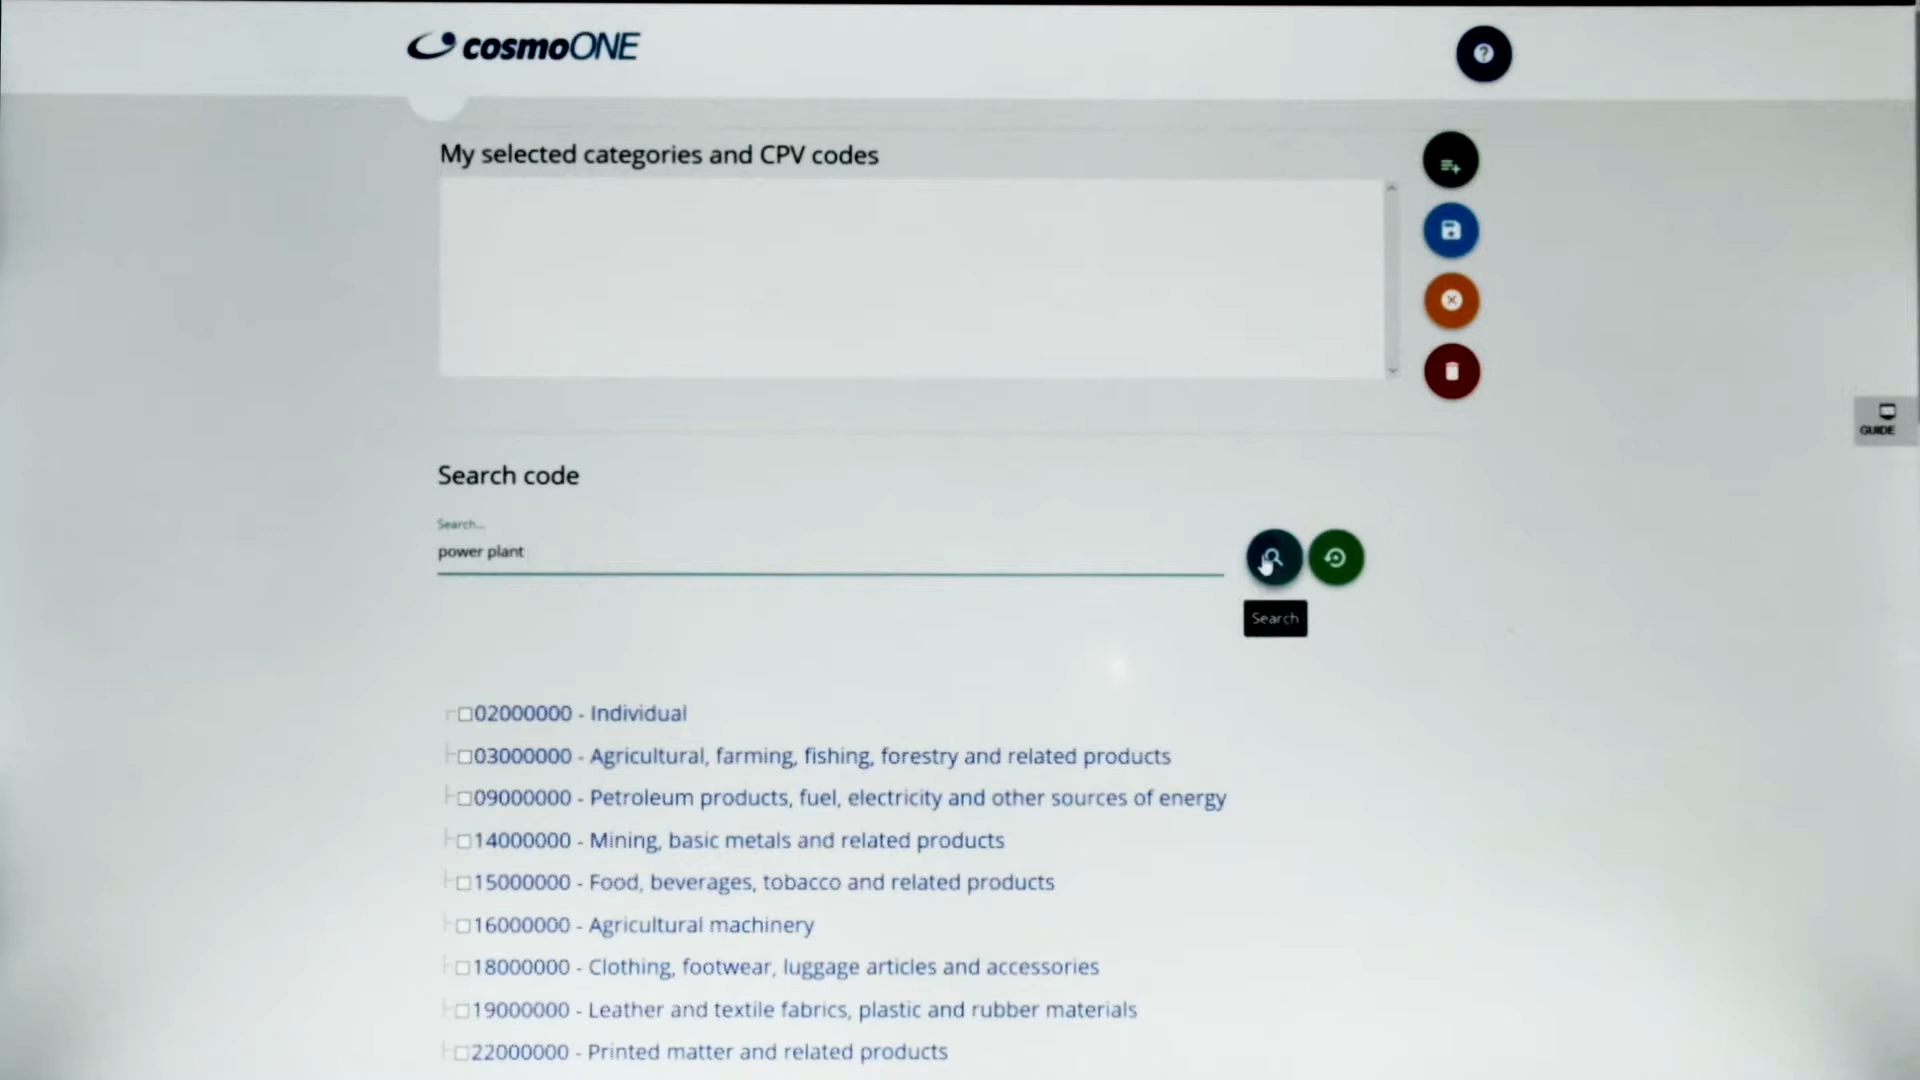 cosmoONE
My selected categories and CPV codes
GUIDE
Search code
Search...
power plant
Search
02000000 - Individual
03000000 - Agricultural, farming, fishing, forestry and related products
09000000 - Petroleum products, fuel, electricity and other sources of energy
14000000 - Mining, basic metals and related products
15000000 - Food, beverages, tobacco and related products
16000000 - Agricultural machinery
18000000 - Clothing, footwear, luggage articles and accessories
19000000 - Leather and textile fabrics, plastic and rubber materials
22000000 - Printed matter and related products